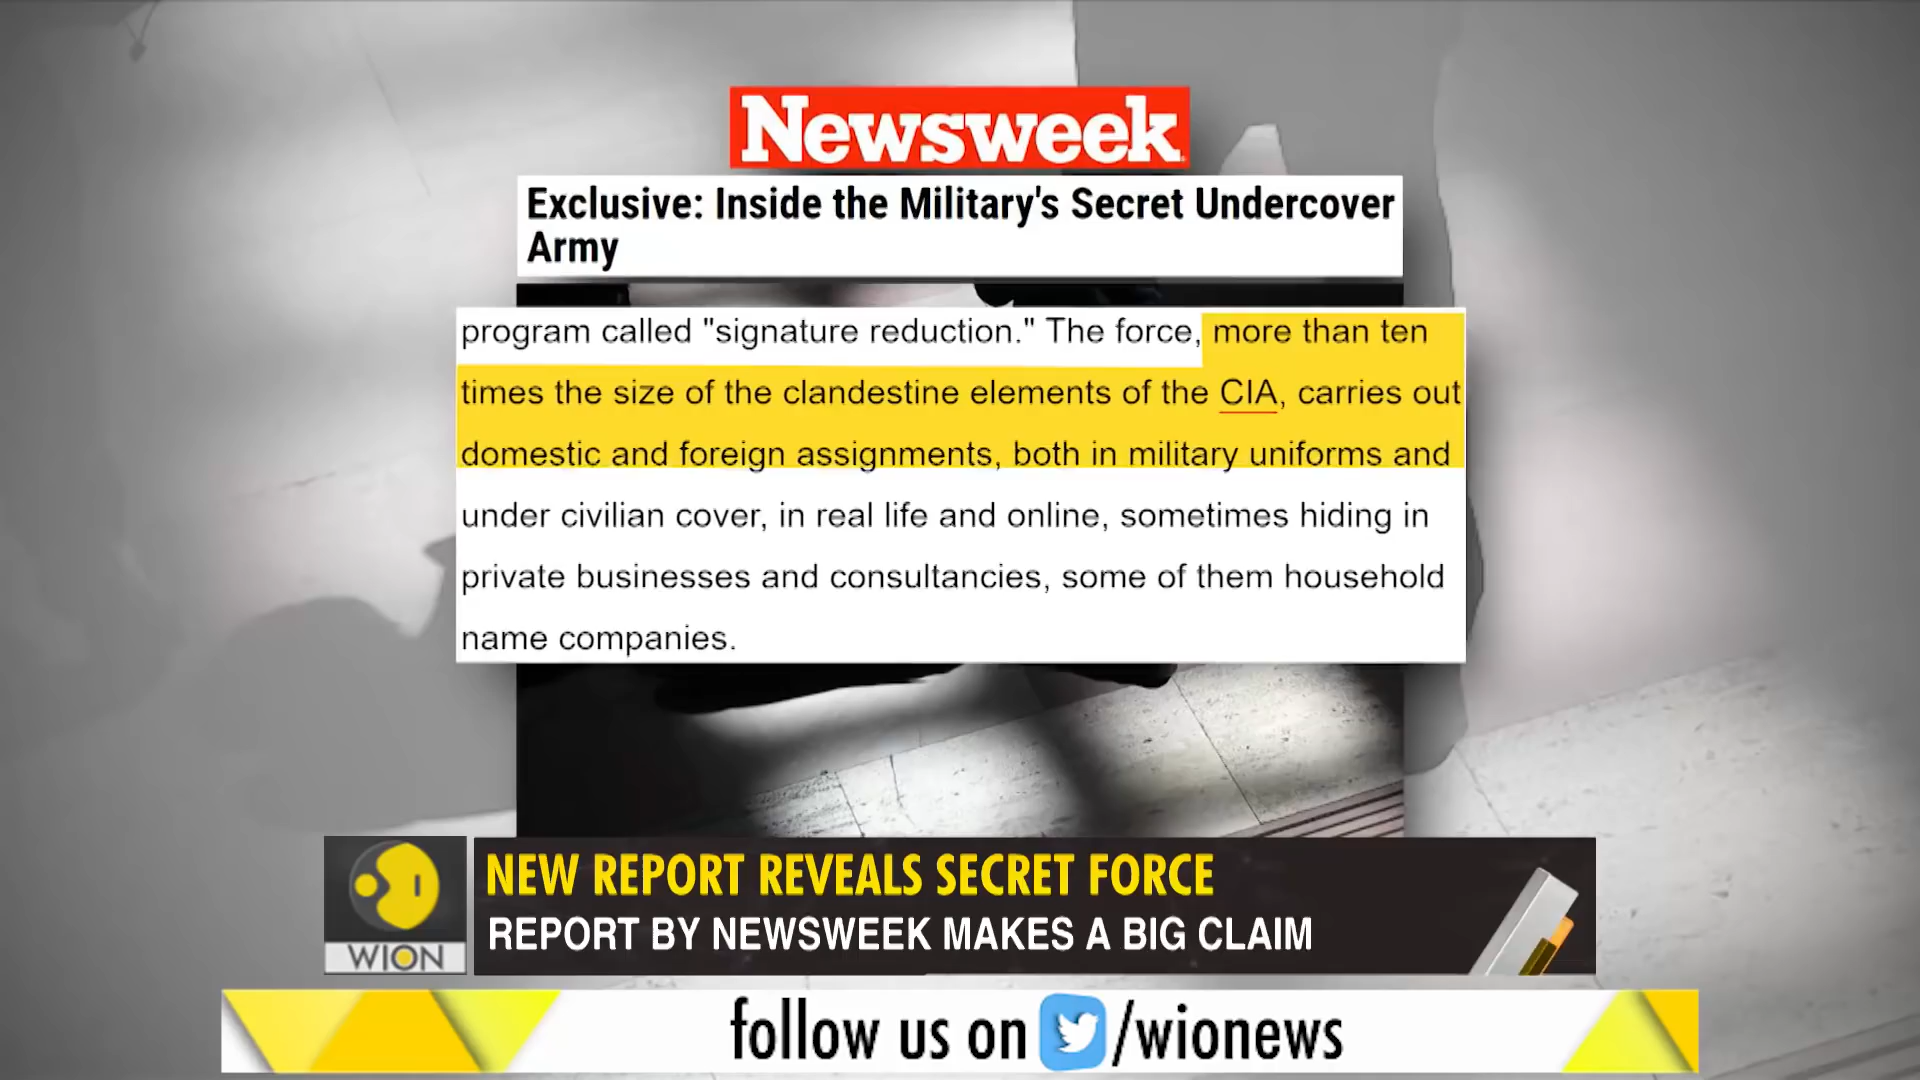 Newsweek
Exclusive: Inside the Military's Secret Undercover
Army
program called "signature reduction." The force, more than ten
times the size of the clandestine elements of the CIA, carries out
domestic and foreign assignments, both in military uniforms and
under civilian cover, in real life and online, sometimes hiding in
private businesses and consultancies, some of them household
name companies.
NEW REPORT REVEALS SECRET FORCE
REPORT BY NEWSWEEK MAKES A BIG CLAIM
WION
follow us on /wionews